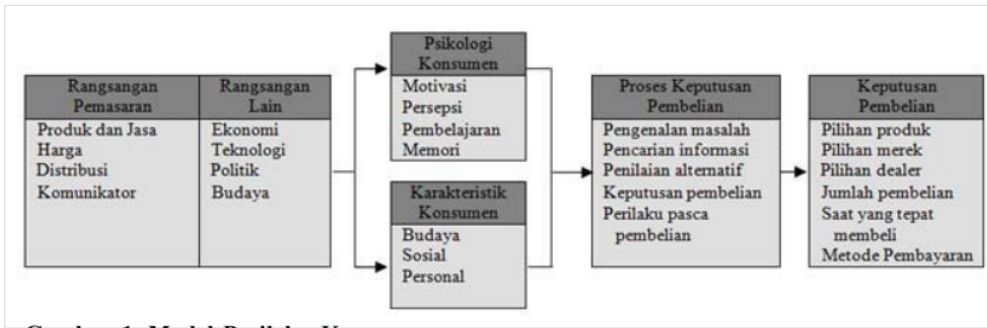 Rangsangan
Pemasaran
Produk dan Jasa
Harga
Distribusi
Komunikator
Rangsangan
Lain
Ekonomi
Teknologi
Politik
Budaya
Psikologi
Konsumen
Motivasi
Persepsi
Pembelajaran
Memori
Karakteristik
Konsumen
Budaya
Sosial
Personal
Proses Keputusan
Pembelian
Pengenalan masalah
Pencarian informasi
Penilaian alternatif
Keputusan pembelian
Perilaku pasca
pembelian
Keputusan
Pembelian
Pilihan produk
Pilihan merek
Pilihan dealer
Jumlah pembelian
Saat yang tepat
membeli
Metode Pembayaran